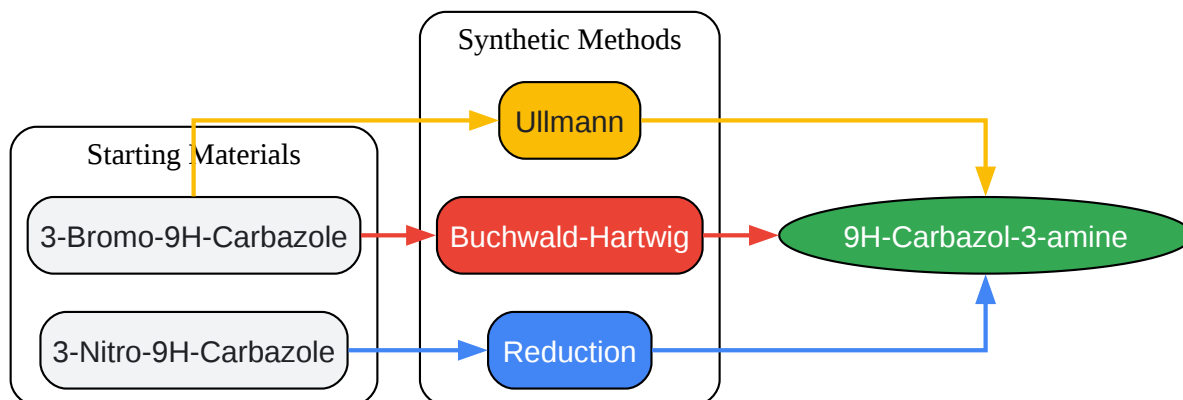 Synthetic Methods
Ullmann
Starting Materials
3-Bromo-9H-Carbazole
Buchwald-Hartwig
9H-Carbazol-3-amine
3-Nitro-9H-Carbazole
Reduction